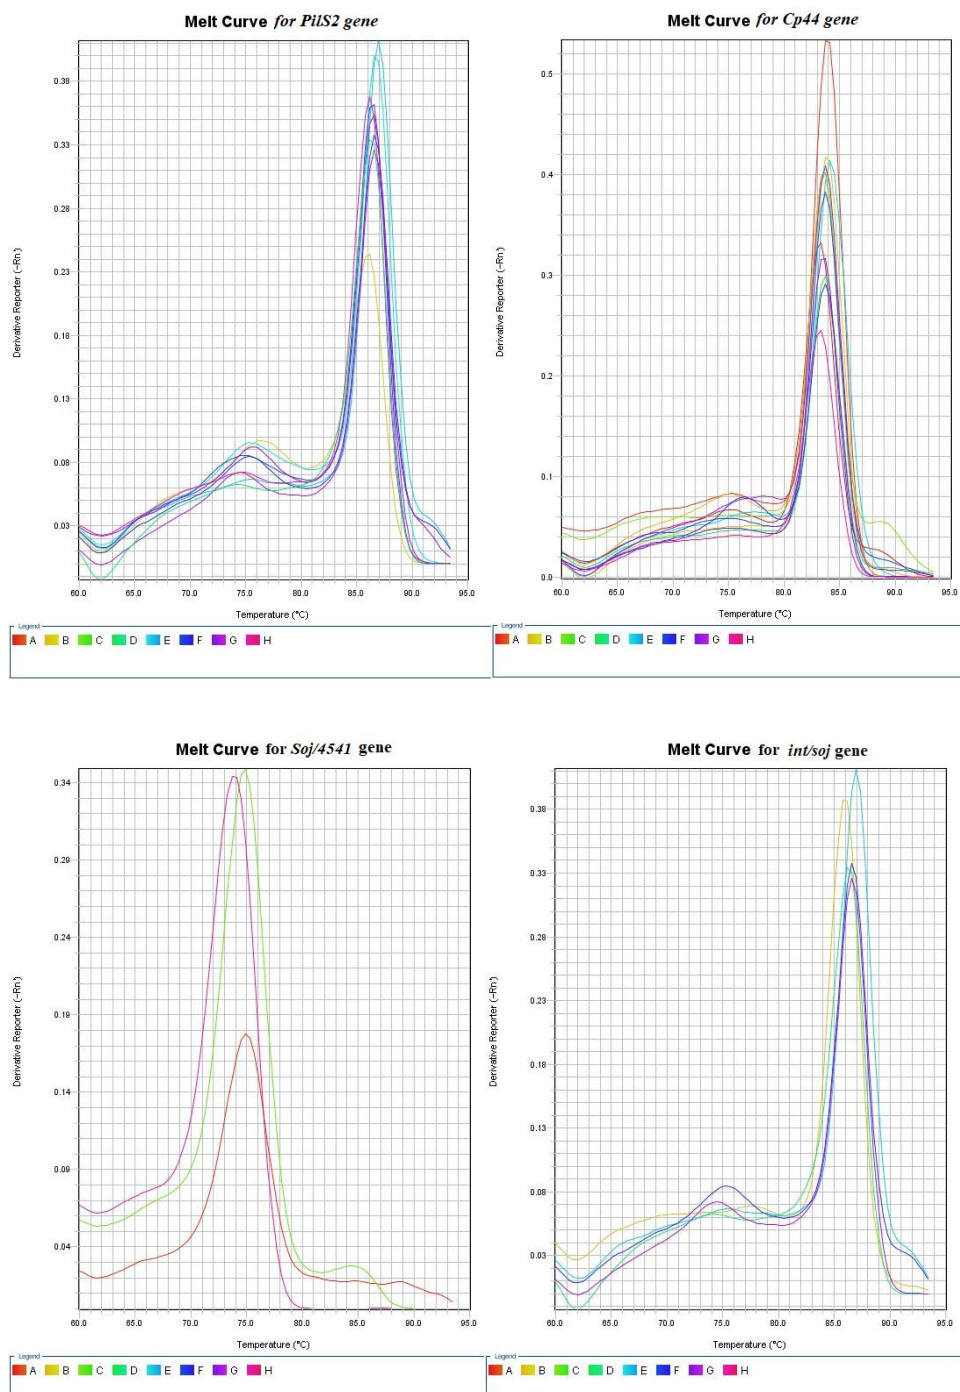 Melt Curve for PilS2 gene
Derivative Reporter (−Rn')
0.38
0.33
0.28
0.23
0.18
0.13
0.08
0.03
60.0 65.0 70.0 75.0 80.0 85.0 90.0 95.0
Temperature (°C)
Legend
A B C D E F G H
Melt Curve for Cp44 gene
Derivative Reporter (−Rn')
0.5
0.4
0.3
0.2
0.1
0.0
60.0 65.0 70.0 75.0 80.0 85.0 90.0 95.0
Temperature (°C)
Legend
A B C D E F G H
Melt Curve for Soj/4541 gene
Derivative Reporter (−Rn')
0.34
0.29
0.24
0.19
0.14
0.09
0.04
60.0 65.0 70.0 75.0 80.0 85.0 90.0 95.0
Temperature (°C)
Legend
A B C D E F G H
Melt Curve for int/soj gene
Derivative Reporter (−Rn')
0.38
0.33
0.28
0.23
0.18
0.13
0.08
0.03
60.0 65.0 70.0 75.0 80.0 85.0 90.0 95.0
Temperature (°C)
Legend
A B C D E F G H